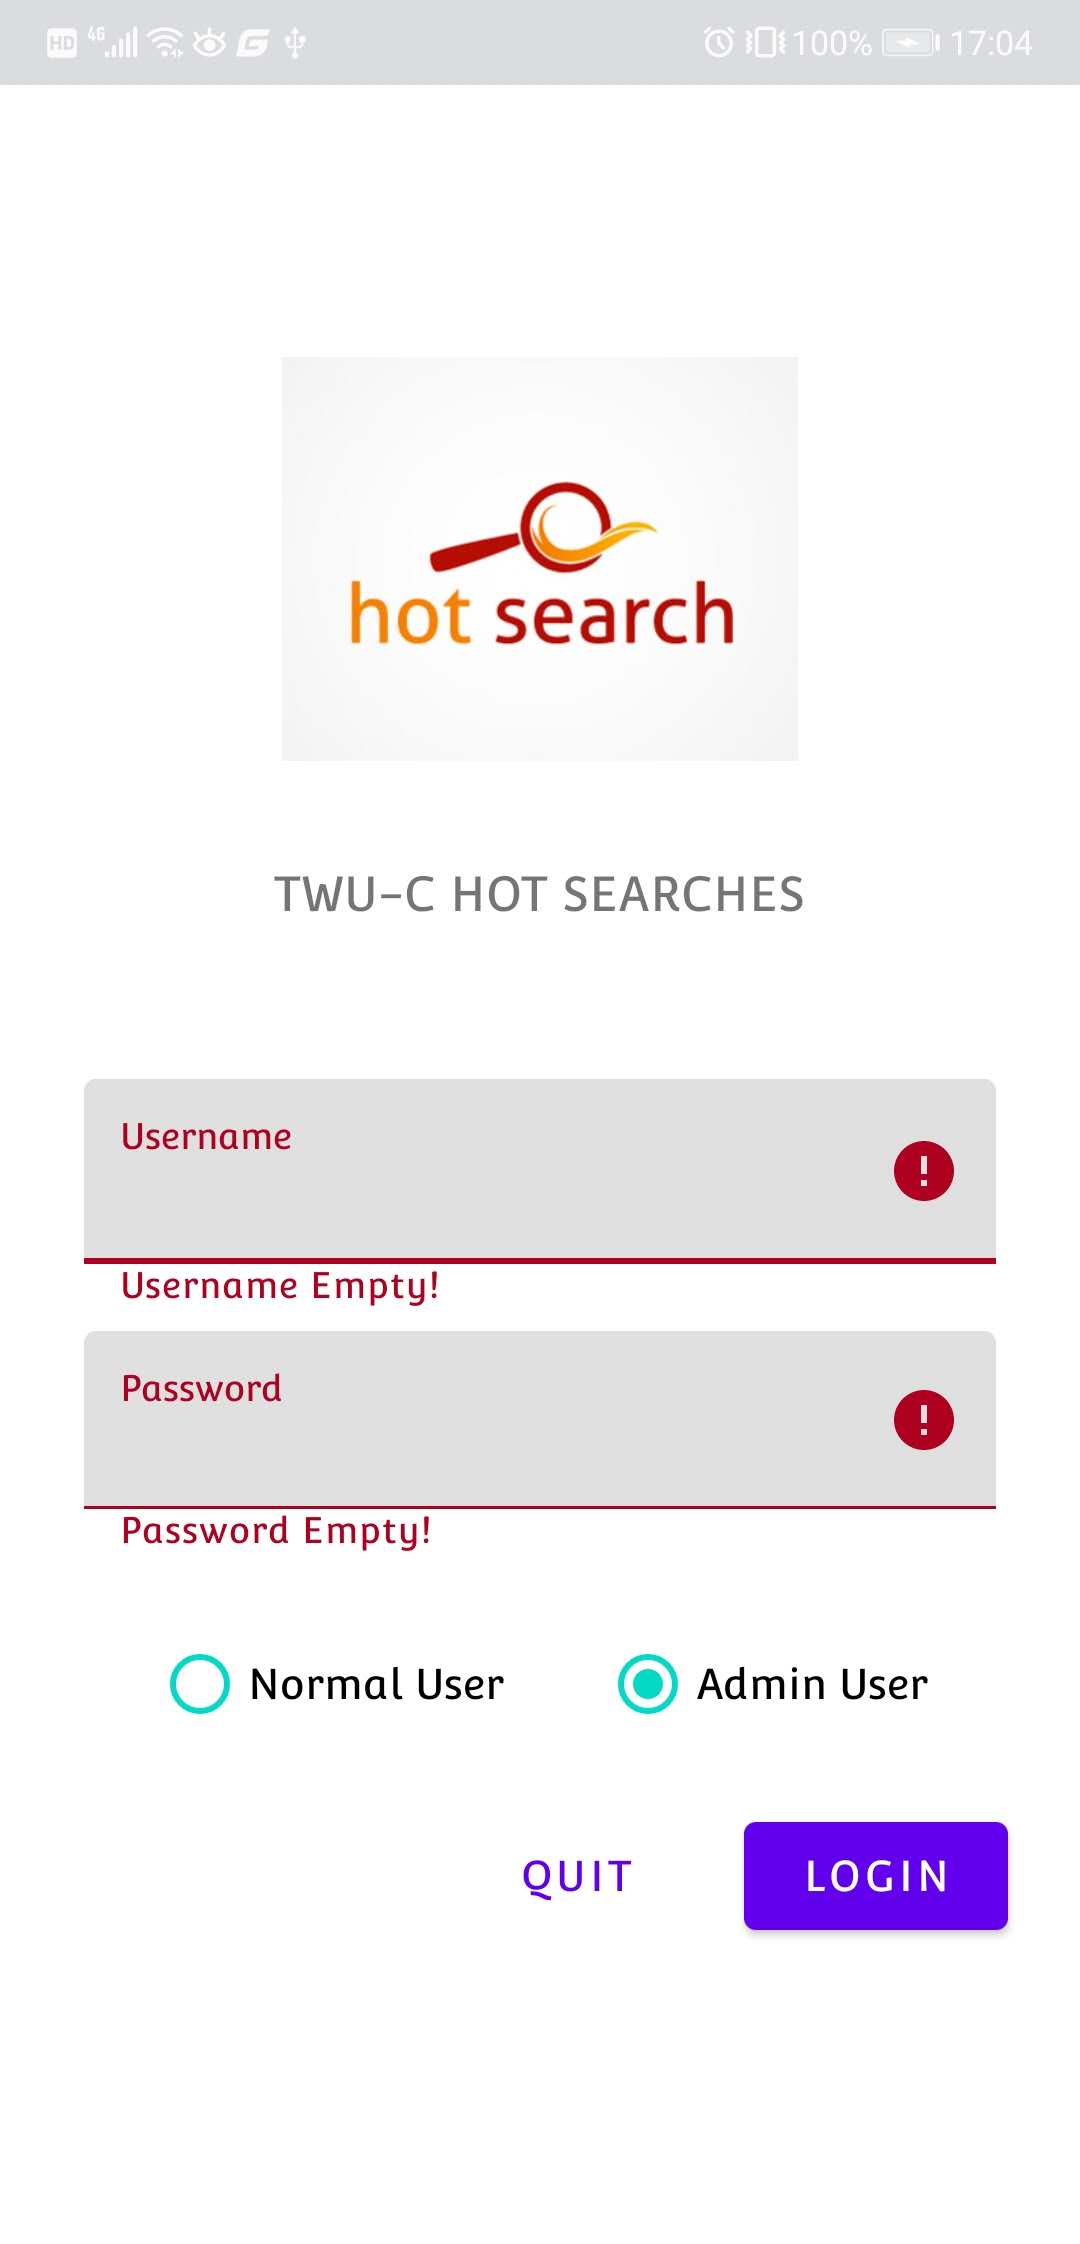 HD 4G 100% 17:04
hot search
TWU-C HOT SEARCHES
Username
Username Empty!
Password
Password Empty!
Normal User Admin User
QUIT LOGIN